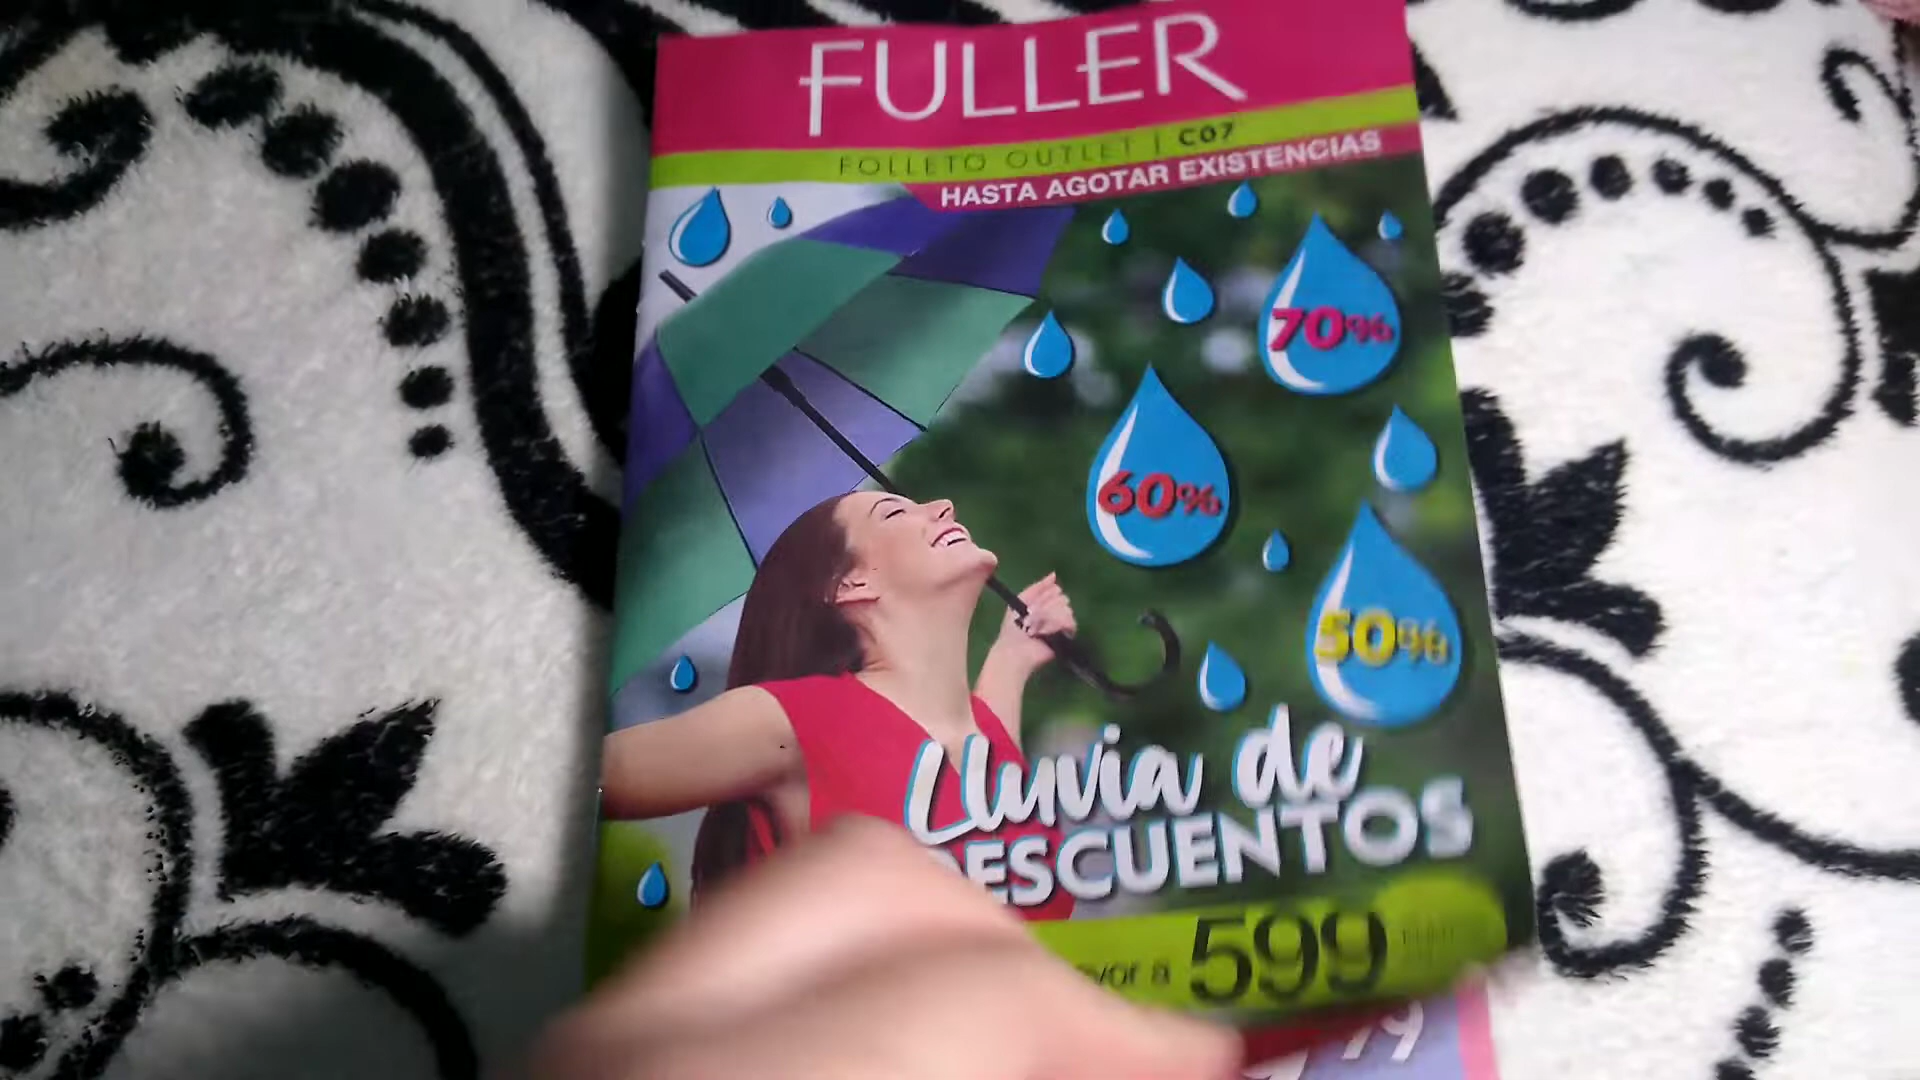 FULLER
FOLLETO OUTLET | C07
HASTA AGOTAR EXISTENCIAS
70%
60%
50%
Lluvia de
DESCUENTOS
a 599